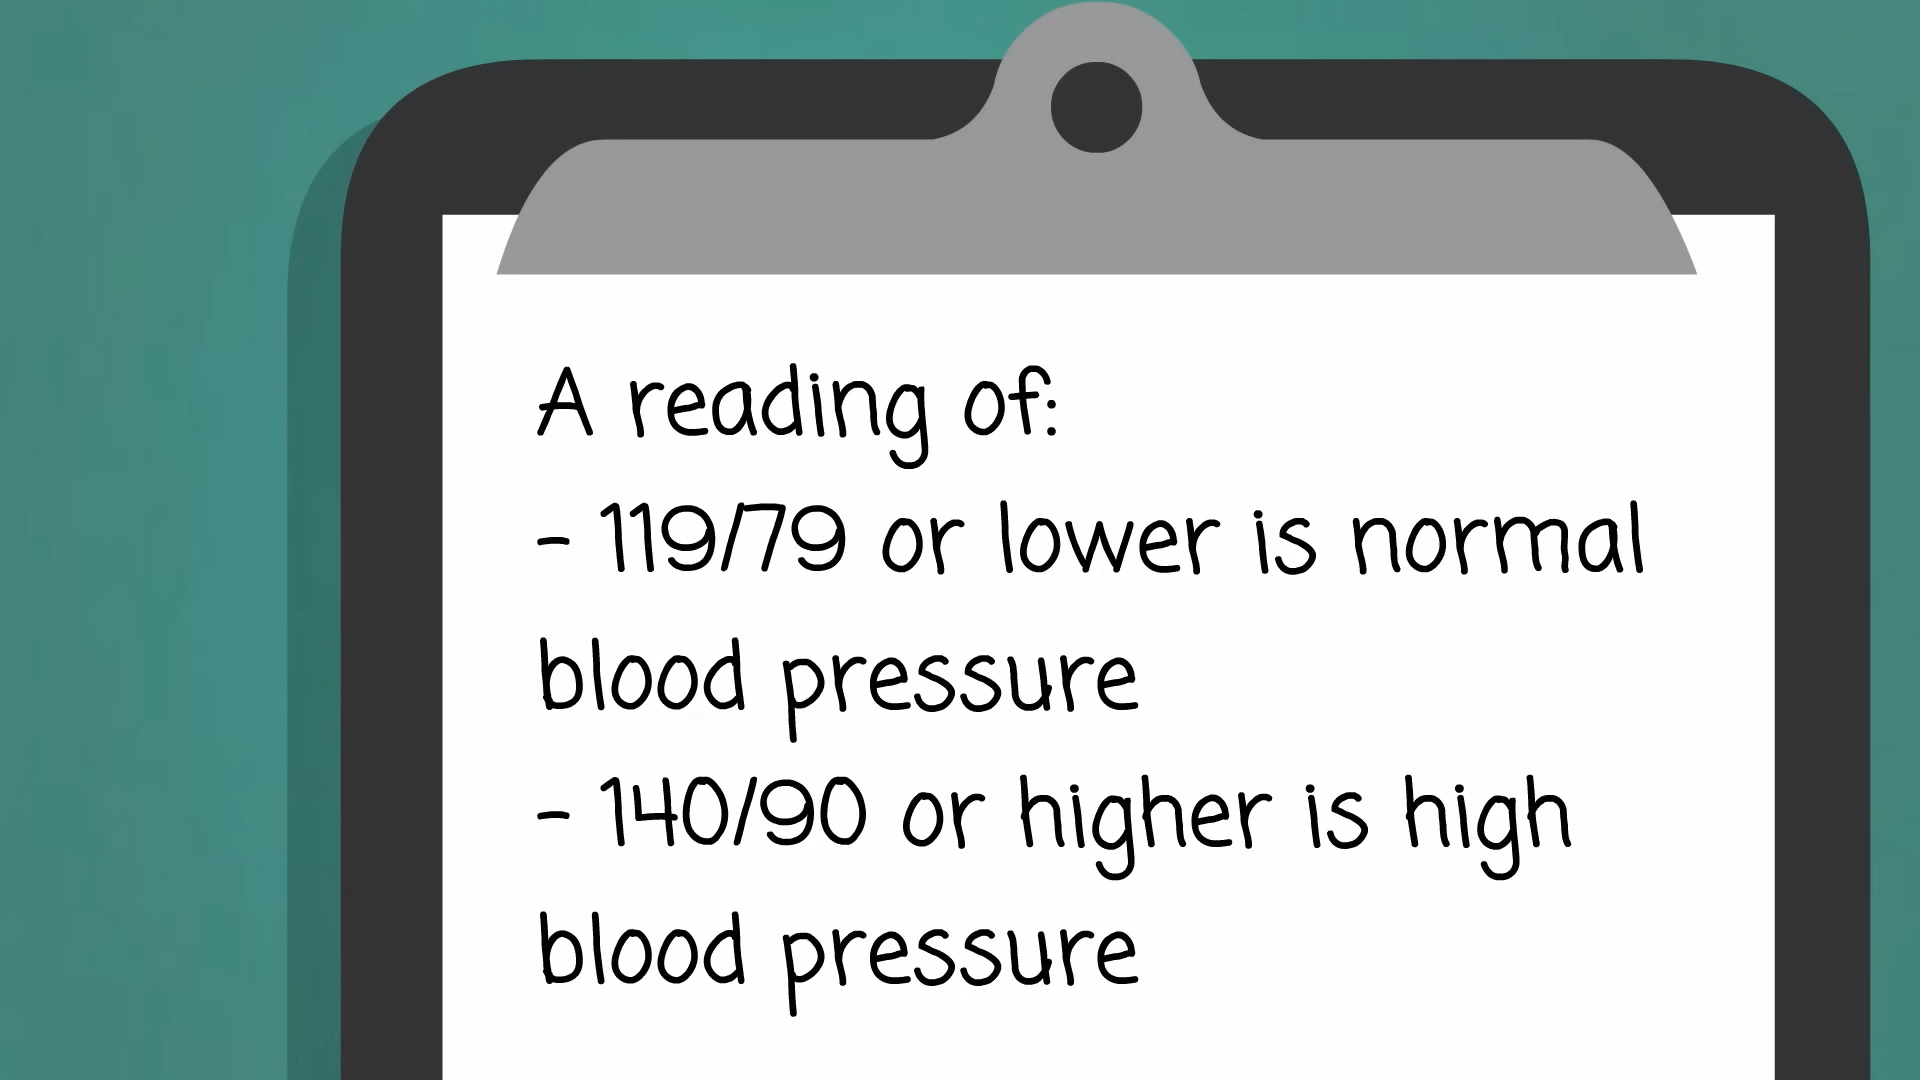 A reading of:
- 119/79 or lower is normal
blood pressure
- 140/90 or higher is high
blood pressure